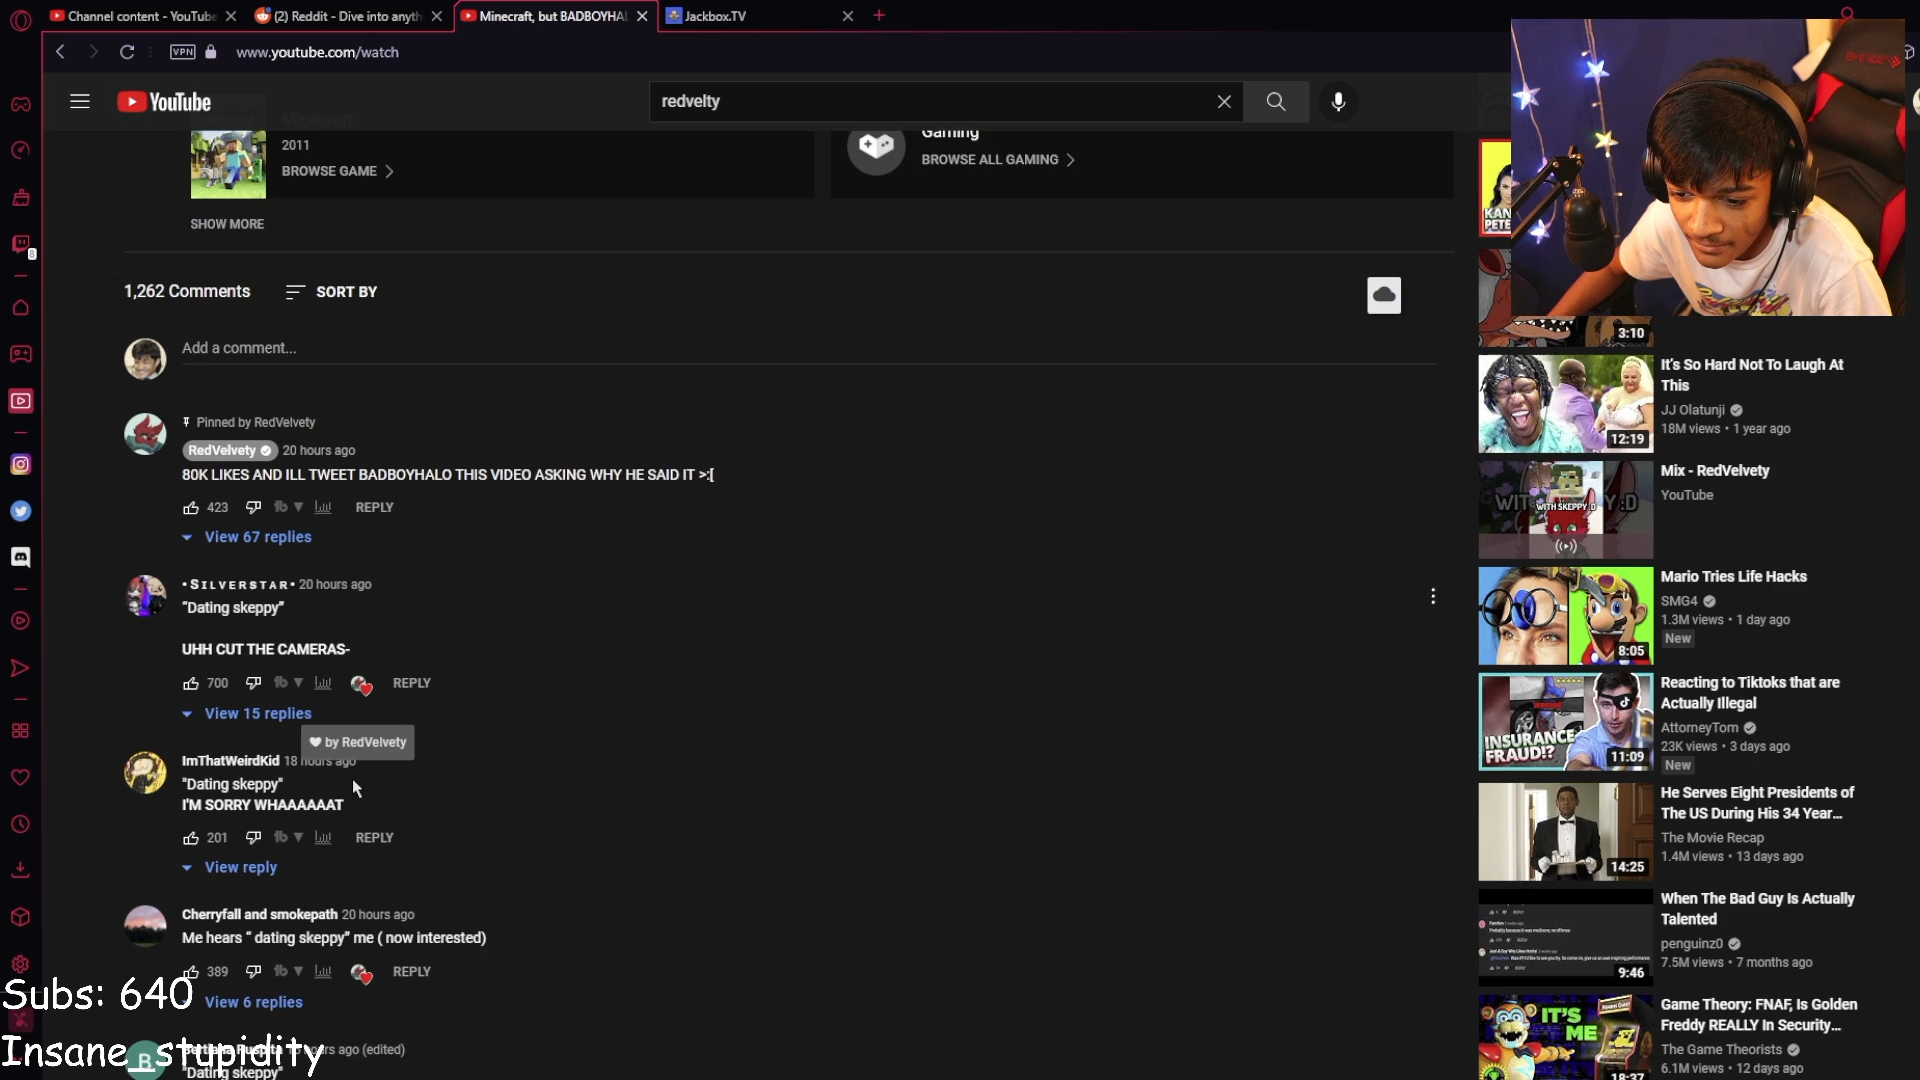 Channel content - YouTube
(2) Reddit - Dive into anyth
Minecraft, but BADBOYHAL
Jackbox.TV
VPN
www.youtube.com/watch
YouTube
redvelty
Minecraft
2011
BROWSE GAME
Gaming
BROWSE ALL GAMING
SHOW MORE
1,262 Comments
SORT BY
Add a comment...
Pinned by RedVelvety
RedVelvety 20 hours ago
80K LIKES AND ILL TWEET BADBOYHALO THIS VIDEO ASKING WHY HE SAID IT >:[
423 REPLY
View 67 replies
• Sɪʟᴠᴇʀsᴛᴀʀ • 20 hours ago
“Dating skeppy”
UHH CUT THE CAMERAS-
700 REPLY
View 15 replies
by RedVelvety
ImThatWeirdKid 18 hours ago
"Dating skeppy"
I'M SORRY WHAAAAAAT
201 REPLY
View reply
Cherryfall and smokepath 20 hours ago
Me hears “ dating skeppy” me ( now interested)
389 REPLY
View 6 replies
hours ago (edited)
"Dating skeppy"
B
8
Subs: 640
Insane_stupidity
KAN
PETE
3:10
12:19
It’s So Hard Not To Laugh At
This
JJ Olatunji
18M views • 1 year ago
WITH SKEPPY :D
Mix - RedVelvety
YouTube
8:05
Mario Tries Life Hacks
SMG4
1.3M views • 1 day ago
New
INSURANCE
FRAUD!?
11:09
Reacting to Tiktoks that are
Actually Illegal
AttorneyTom
23K views • 3 days ago
New
14:25
He Serves Eight Presidents of
The US During His 34 Year...
The Movie Recap
1.4M views • 13 days ago
9:46
When The Bad Guy Is Actually
Talented
penguinz0
7.5M views • 7 months ago
IT'S
ME
18:37
Game Theory: FNAF, Is Golden
Freddy REALLY In Security...
The Game Theorists
6.1M views • 12 days ago